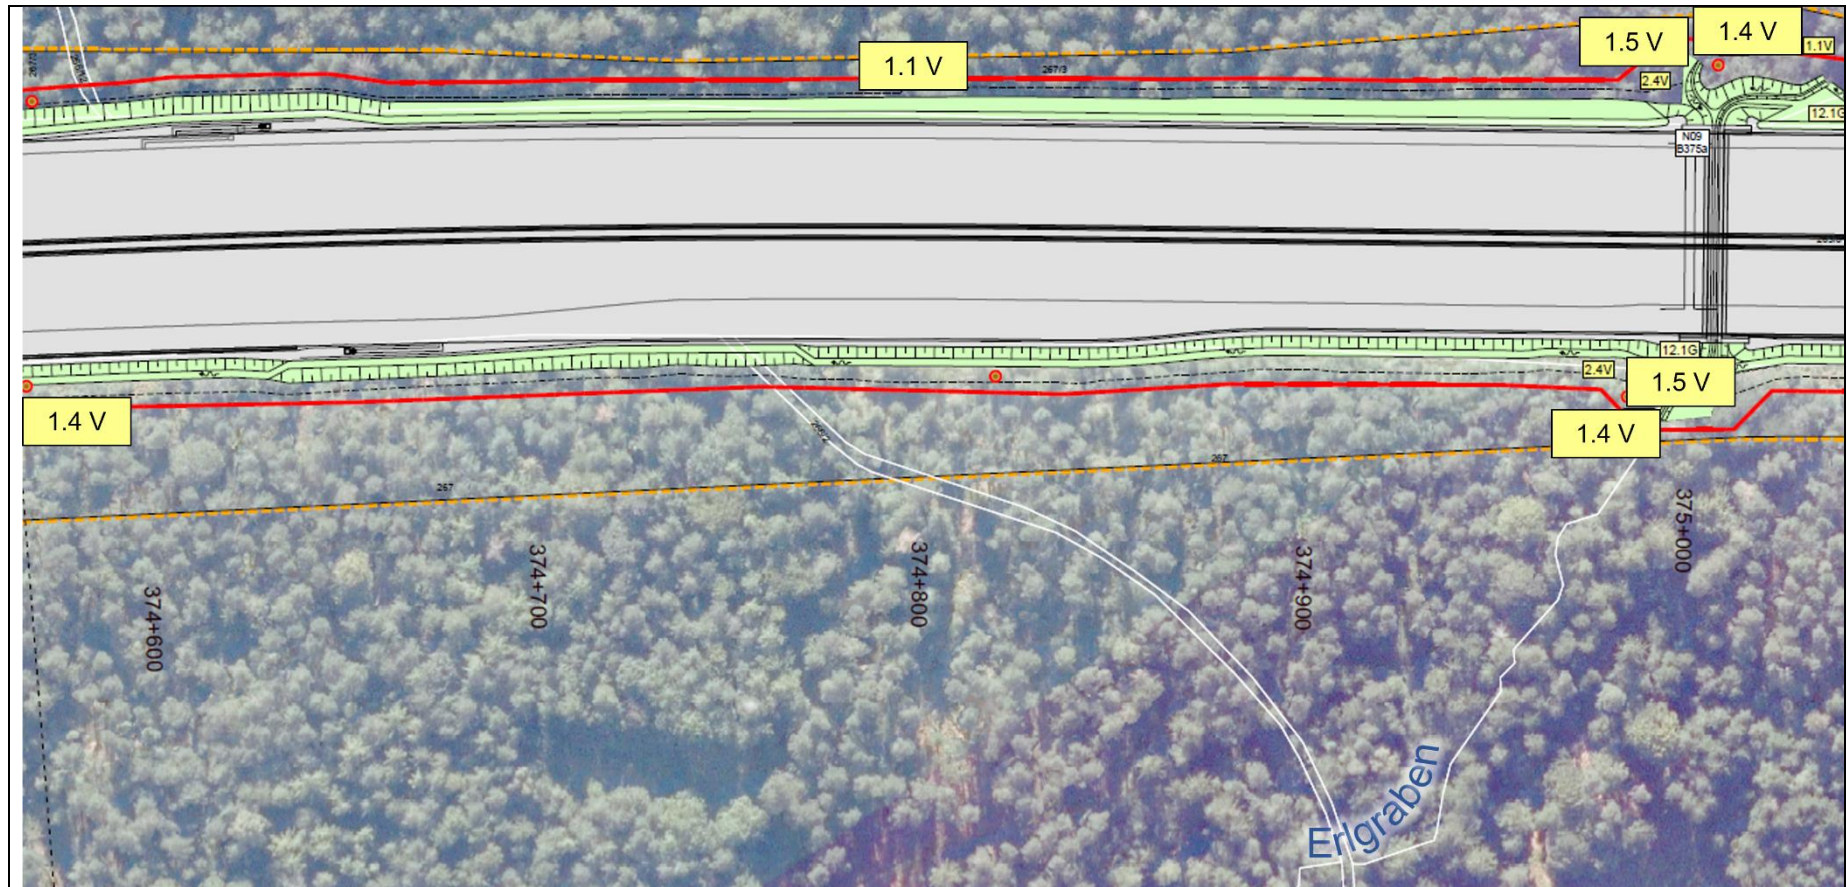 1.5 V
1.4 V
1.1V
1.1 V
267/3
2.4V
12.1G
N09
B375a
12.1G
2.4V
1.5 V
1.4 V
1.4 V
267
267
374+600
374+700
374+800
374+900
375+000
Erlgraben